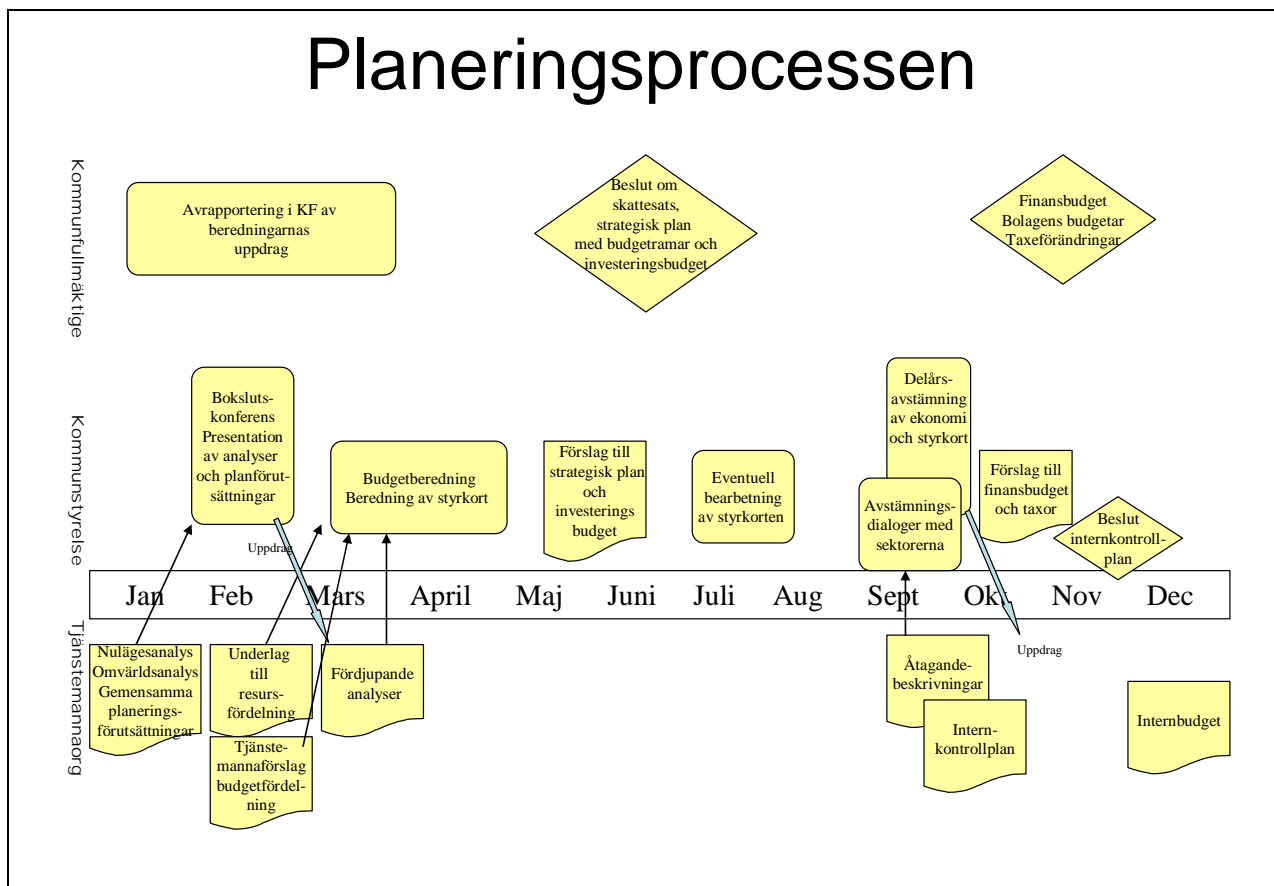 Planeringsprocessen
Kommunfullmäktige
Avrapportering i KF av
beredningarnas
uppdrag
Beslut om
skattesats,
strategisk plan
med budgetramar och
investeringsbudget
Finansbudget
Bolagens budgetar
Taxeförändringar
Kommunstyrelse
Boksluts-
konferens
Presentation
av analyser
och planförut-
sättningar
Uppdrag
Budgetberedning
Beredning av styrkort
Förslag till
strategisk plan
och
investerings
budget
Eventuell
bearbetning
av styrkorten
Delårs-
avstämning
av ekonomi
och styrkort
Avstämnings-
dialoger med
sektorerna
Förslag till
finansbudget
och taxor
Beslut
internkontroll-
plan
Jan Feb Mars April Maj Juni Juli Aug Sept Okt Nov Dec
Tjänstemannaorg
Nulägesanalys
Omvärldsanalys
Gemensamma
planerings-
förutsättningar
Underlag
till
resurs-
fördelning
Tjänste-
mannaförslag
budgetfördel-
ning
Fördjupande
analyser
Åtagande-
beskrivningar
Intern-
kontrollplan
Uppdrag
Internbudget